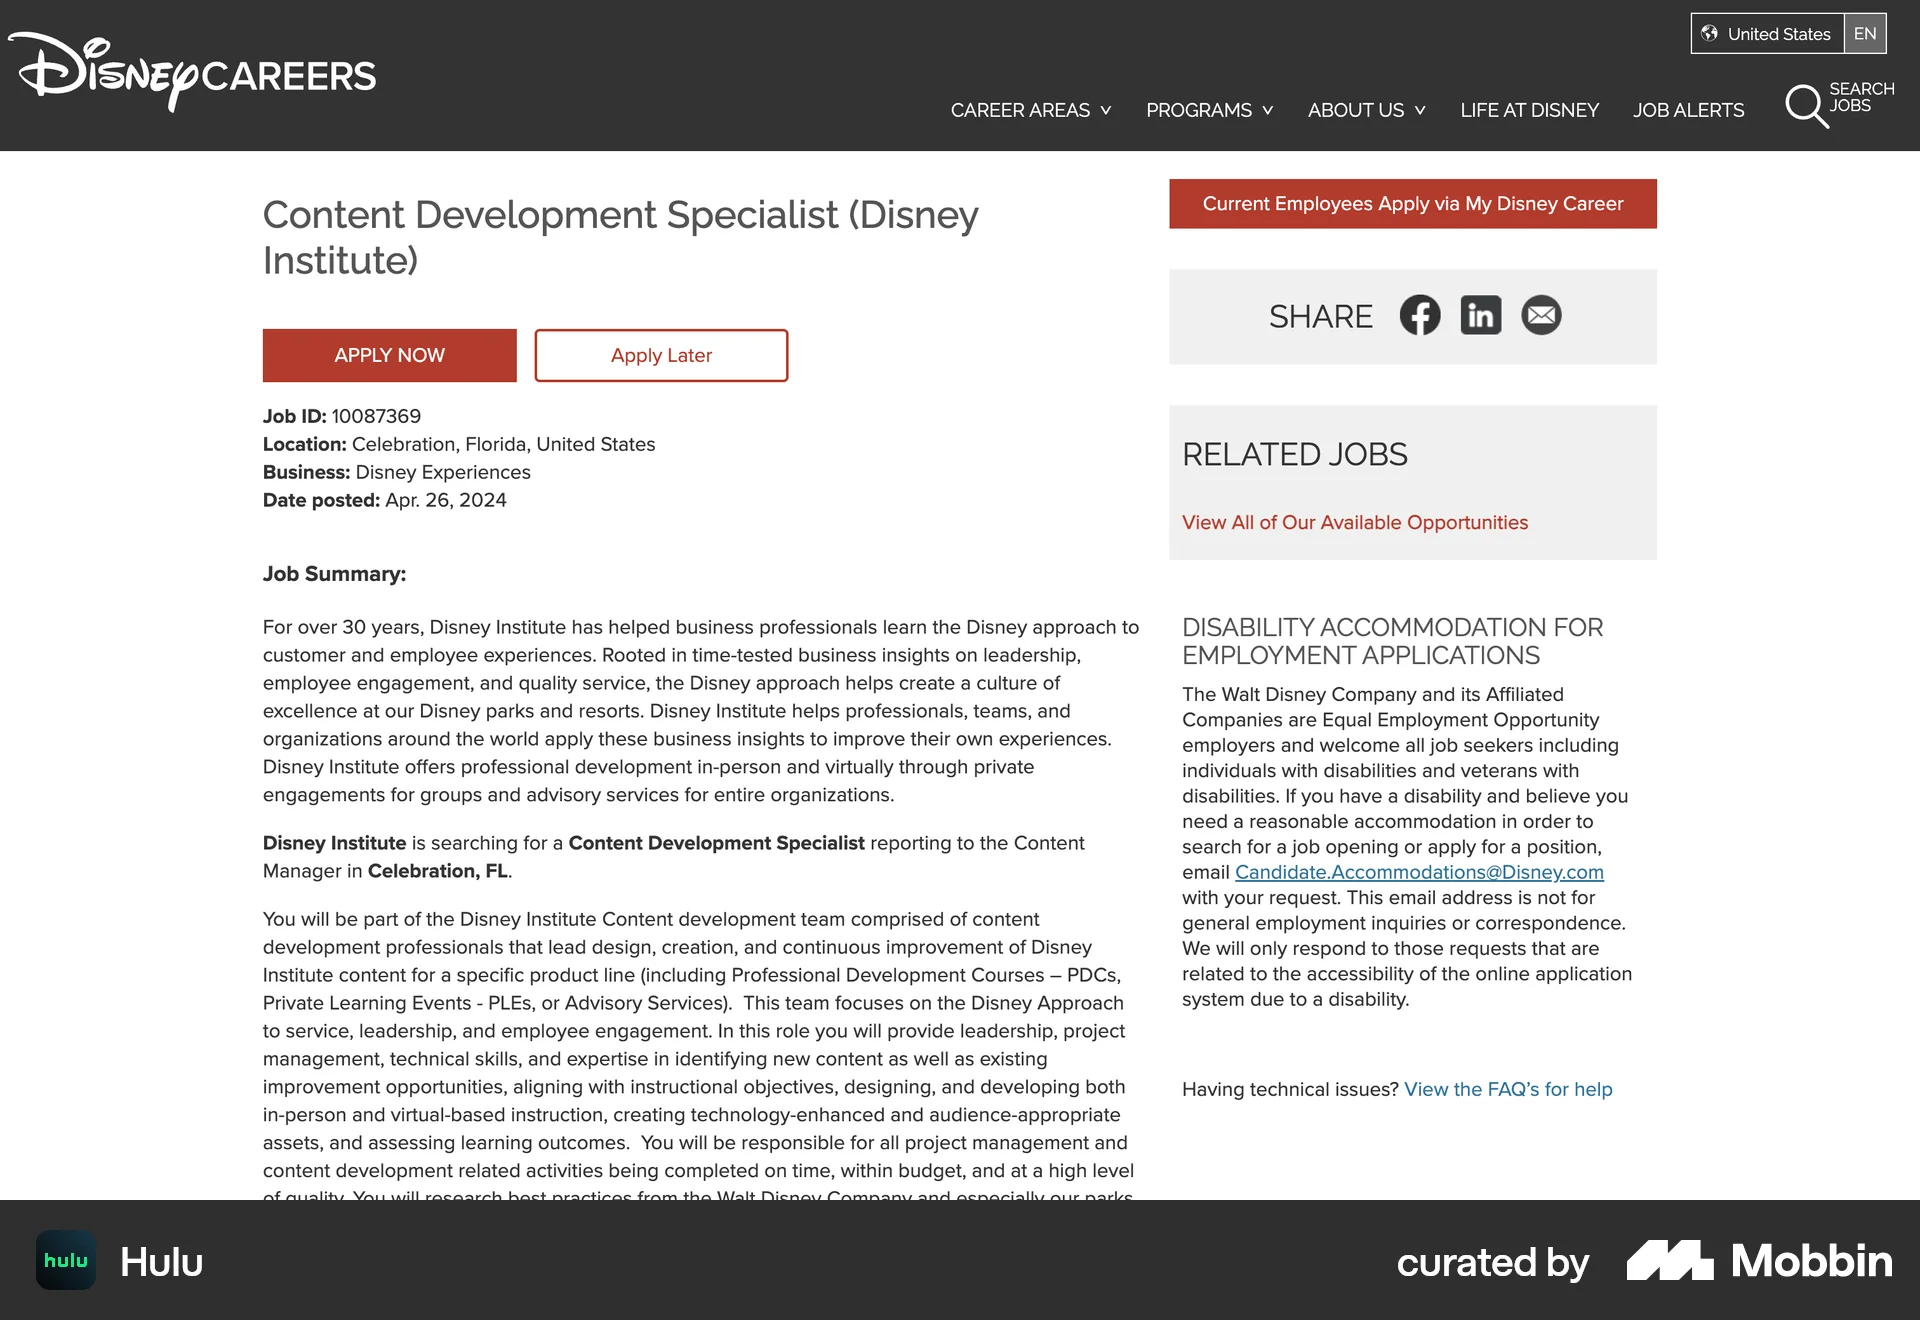 Disney CAREERS
United States EN
CAREER AREAS
PROGRAMS
ABOUT US
LIFE AT DISNEY
JOB ALERTS
SEARCH
JOBS
Content Development Specialist (Disney
Institute)
APPLY NOW
Apply Later
Job ID: 10087369
Location: Celebration, Florida, United States
Business: Disney Experiences
Date posted: Apr. 26, 2024
Job Summary:
For over 30 years, Disney Institute has helped business professionals learn the Disney approach to
customer and employee experiences. Rooted in time-tested business insights on leadership,
employee engagement, and quality service, the Disney approach helps create a culture of
excellence at our Disney parks and resorts. Disney Institute helps professionals, teams, and
organizations around the world apply these business insights to improve their own experiences.
Disney Institute offers professional development in-person and virtually through private
engagements for groups and advisory services for entire organizations.
Disney Institute is searching for a Content Development Specialist reporting to the Content
Manager in Celebration, FL.
You will be part of the Disney Institute Content development team comprised of content
development professionals that lead design, creation, and continuous improvement of Disney
Institute content for a specific product line (including Professional Development Courses – PDCs,
Private Learning Events - PLEs, or Advisory Services).  This team focuses on the Disney Approach
to service, leadership, and employee engagement. In this role you will provide leadership, project
management, technical skills, and expertise in identifying new content as well as existing
improvement opportunities, aligning with instructional objectives, designing, and developing both
in-person and virtual-based instruction, creating technology-enhanced and audience-appropriate
assets, and assessing learning outcomes.  You will be responsible for all project management and
content development related activities being completed on time, within budget, and at a high level
of quality. You will research best practices from the Walt Disney Company and especially our parks
Current Employees Apply via My Disney Career
SHARE
RELATED JOBS
View All of Our Available Opportunities
DISABILITY ACCOMMODATION FOR
EMPLOYMENT APPLICATIONS
The Walt Disney Company and its Affiliated
Companies are Equal Employment Opportunity
employers and welcome all job seekers including
individuals with disabilities and veterans with
disabilities. If you have a disability and believe you
need a reasonable accommodation in order to
search for a job opening or apply for a position,
email Candidate.Accommodations@Disney.com
with your request. This email address is not for
general employment inquiries or correspondence.
We will only respond to those requests that are
related to the accessibility of the online application
system due to a disability.
Having technical issues? View the FAQ's for help
hulu Hulu
curated by Mobbin